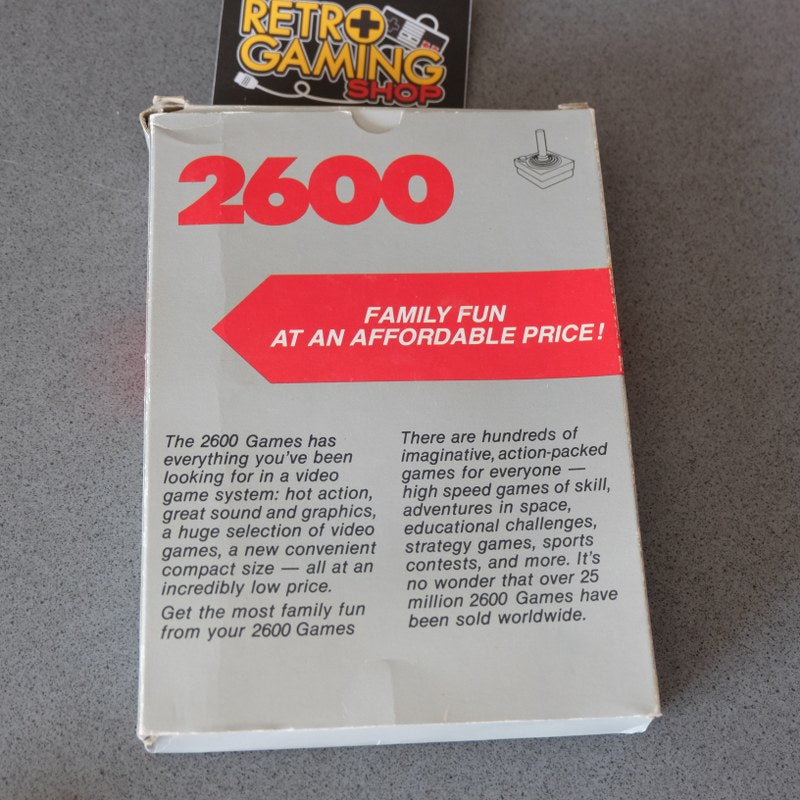 RETRO
GAMING
SHOP
2600
FAMILY FUN
AT AN AFFORDABLE PRICE!
The 2600 Games has
everything you've been
looking for in a video
game system: hot action,
great sound and graphics,
a huge selection of video
games, a new convenient
compact size — all at an
incredibly low price.
Get the most family fun
from your 2600 Games
There are hundreds of
imaginative, action-packed
games for everyone —
high speed games of skill,
adventures in space,
educational challenges,
strategy games, sports
contests, and more. It's
no wonder that over 25
million 2600 Games have
been sold worldwide.